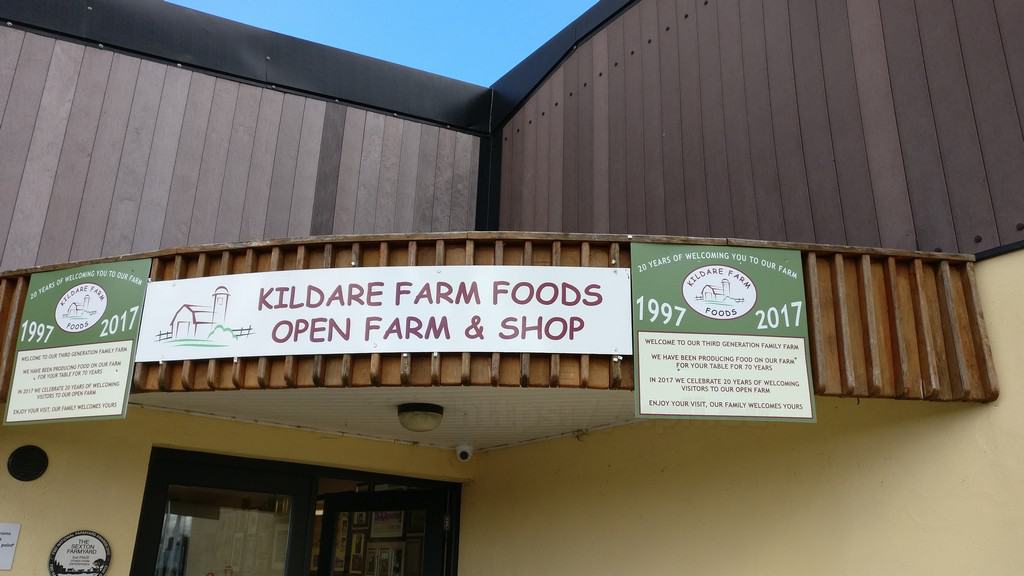 20 YEARS OF WELCOMING YOU TO OUR FARM
KILDARE FARM
FOODS
1997 2017
WELCOME TO OUR THIRD GENERATION FAMILY FARM
WE HAVE BEEN PRODUCING FOOD ON OUR FARM
FOR YOUR TABLE FOR 70 YEARS
IN 2017 WE CELEBRATE 20 YEARS OF WELCOMING
VISITORS TO OUR OPEN FARM
ENJOY YOUR VISIT, OUR FAMILY WELCOMES YOURS
KILDARE FARM FOODS
OPEN FARM & SHOP
20 YEARS OF WELCOMING YOU TO OUR FARM
KILDARE FARM
FOODS
1997 2017
WELCOME TO OUR THIRD GENERATION FAMILY FARM
WE HAVE BEEN PRODUCING FOOD ON OUR FARM
FOR YOUR TABLE FOR 70 YEARS
IN 2017 WE CELEBRATE 20 YEARS OF WELCOMING
VISITORS TO OUR OPEN FARM
ENJOY YOUR VISIT, OUR FAMILY WELCOMES YOURS
THE
SEXTON
FARMYARD